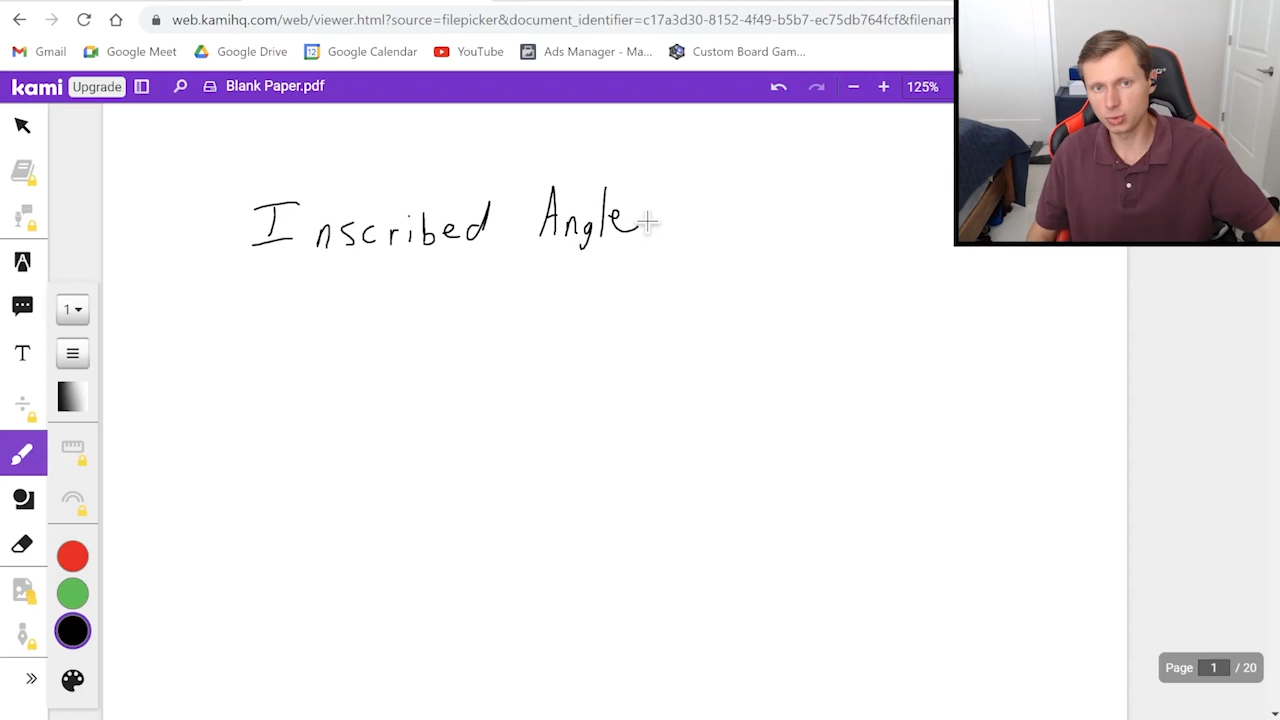 web.kamihq.com/web/viewer.html?source=filepicker&document_identifier=c17a3d30-8152-4f49-b5b7-ec75db764fcf&filenam
Gmail Google Meet Google Drive 12 Google Calendar YouTube Ads Manager - Ma... Custom Board Gam...
kami Upgrade Blank Paper.pdf 125%
Inscribed Angle
1
T
Page 1 / 20